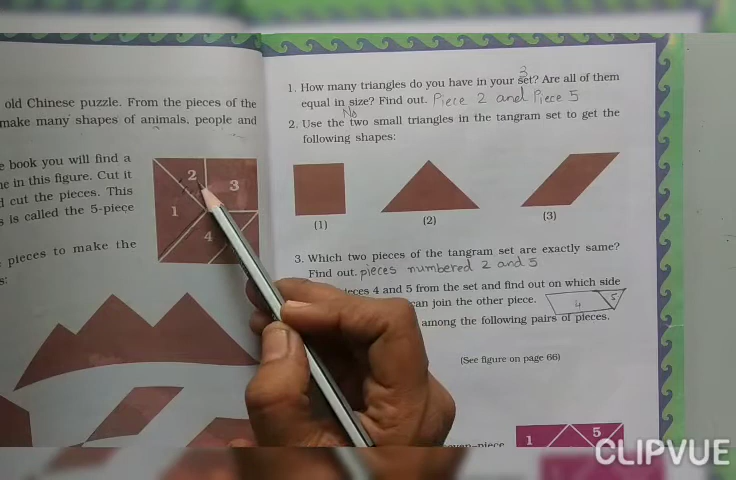 old Chinese puzzle. From the pieces of the
make many shapes of animals, people and
e book you will find a
ne in this figure. Cut it
d cut the pieces. This
s is called the 5-piece
pieces to make the
s:
2
3
1
4
1. How many triangles do you have in your set? Are all of them
3
equal in size? Find out. Piece 2 and Piece 5
No
2. Use the two small triangles in the tangram set to get the
following shapes:
(1)
(2)
(3)
3. Which two pieces of the tangram set are exactly same?
Find out. pieces numbered 2 and 5
ieces 4 and 5 from the set and find out on which side
can join the other piece.
4
5
among the following pairs of pieces.
(See figure on page 66)
1
5
CLIPVUE